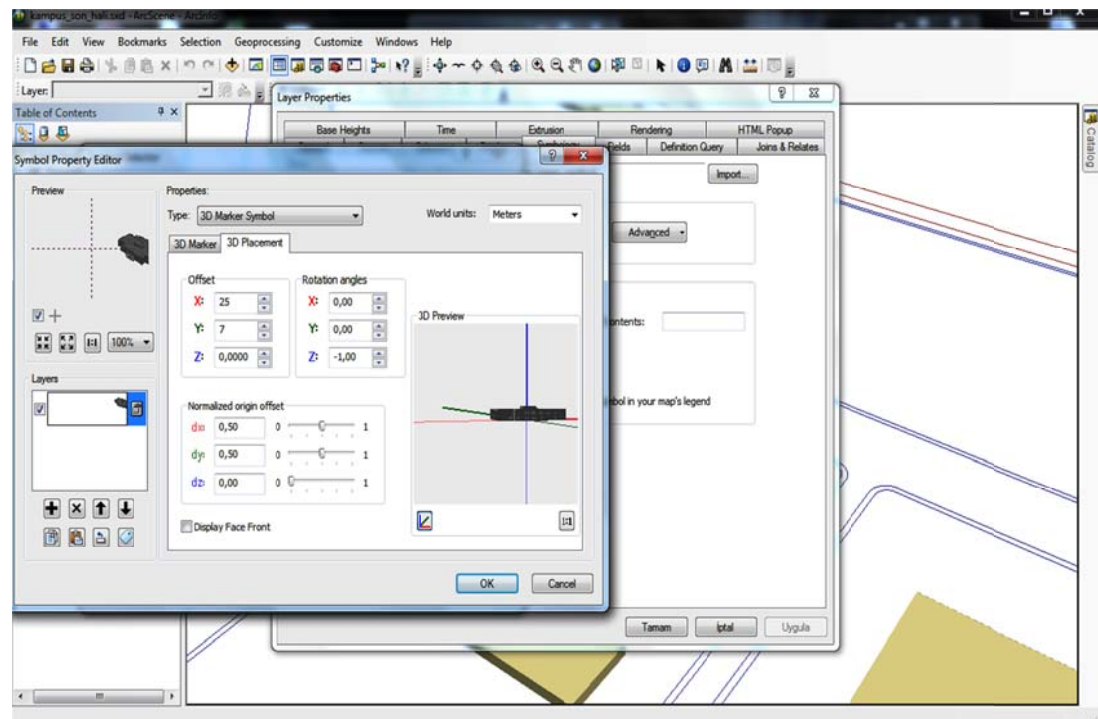 kampus_son_hali.sxd - ArcScene - ArcInfo
File Edit View Bookmarks Selection Geoprocessing Customize Windows Help
Layer:
Layer Properties
Table of Contents
Catalog
Base Heights Time Extrusion Rendering HTML Popup
Symbology Fields Definition Query Joins & Relates
Symbol Property Editor
Import...
Preview
Properties:
Type: 3D Marker Symbol World units: Meters
Advanced
3D Marker 3D Placement
Offset Rotation angles
X: 25 X: 0,00
3D Preview
Y: 7 Y: 0,00
Z: 0,0000 Z: -1,00
1:1 100%
Layers
Normalized origin offset
bol in your map's legend
dx: 0,50 0 1
dy: 0,50 0 1
dz: 0,00 0 1
Display Face Front
1:1
OK Cancel
Tamam İptal Uygula